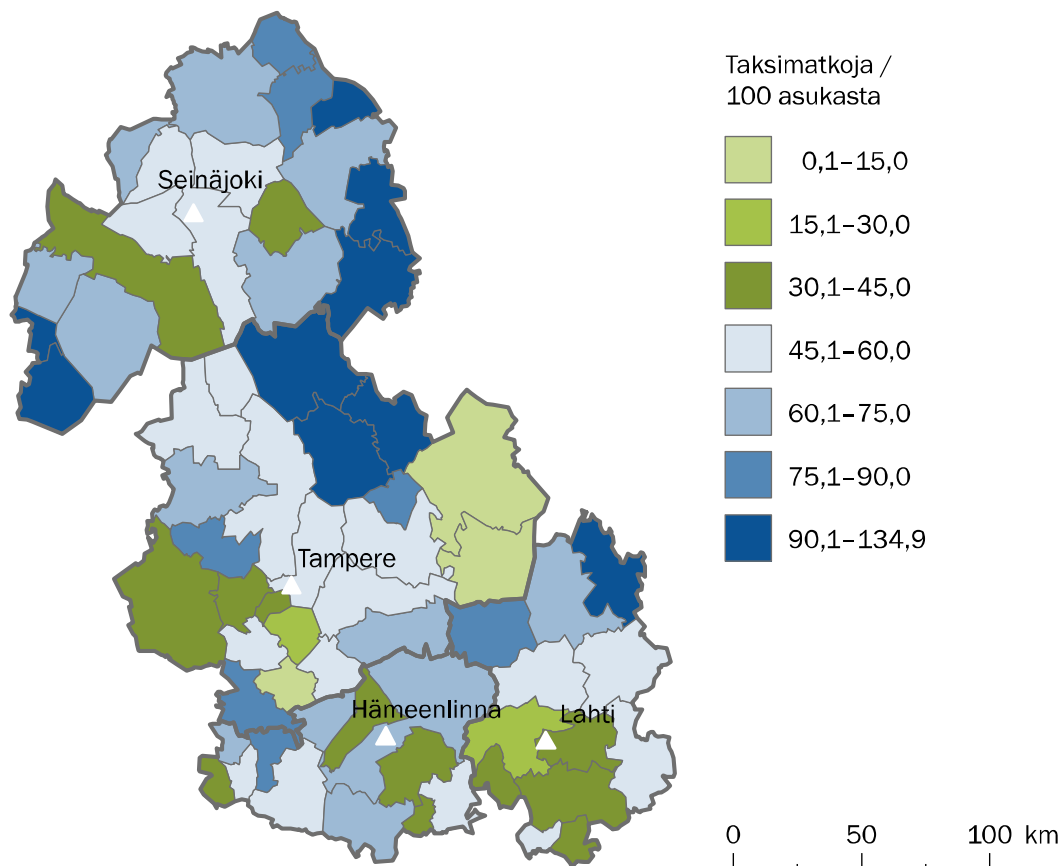 Taksimatkoja /
100 asukasta
0,1–15,0
15,1–30,0
30,1–45,0
45,1–60,0
60,1–75,0
75,1–90,0
90,1–134,9
Seinäjoki
Tampere
Hämeenlinna
Lahti
0 50 100 km